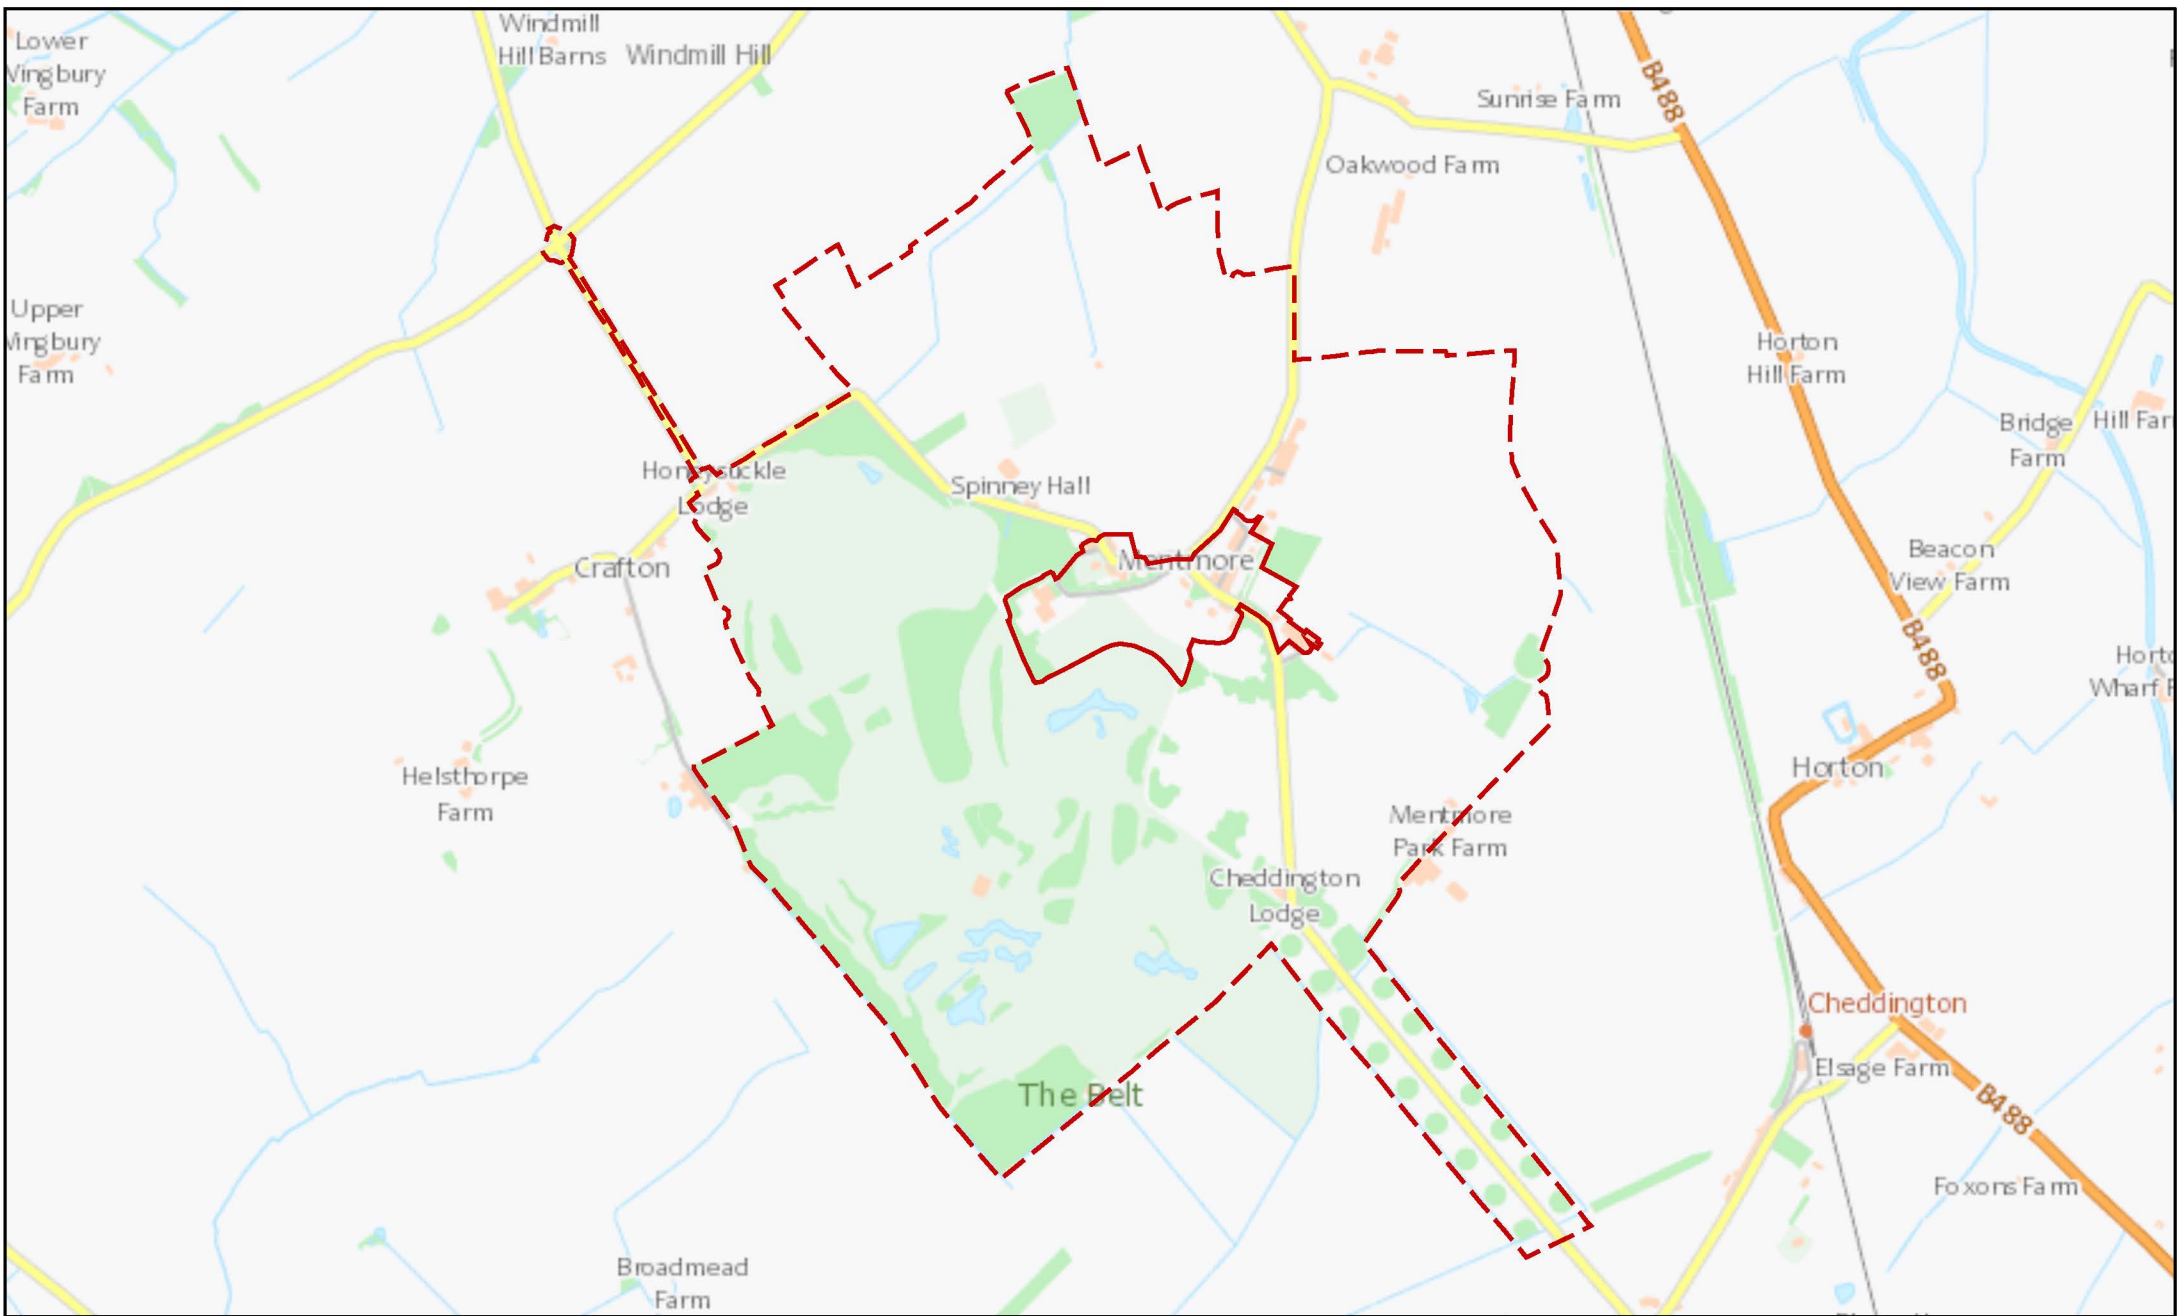 Windmill
Hill Barns
Windmill Hill
Lower
Wingbury
Farm
B488
Sunrise Farm
Oakwood Farm
Upper
Wingbury
Farm
Horton
Hill Farm
Bridge
Farm
Hill Far
Honeysuckle
Lodge
Spinney Hall
Crafton
Mentmore
Beacon
View Farm
B488
Wharf
Helsthorpe
Farm
Horton
Mentmore
Park Farm
Cheddington
Lodge
Cheddington
Elsage Farm
The Belt
B488
Foxons Farm
Broadmead
Farm